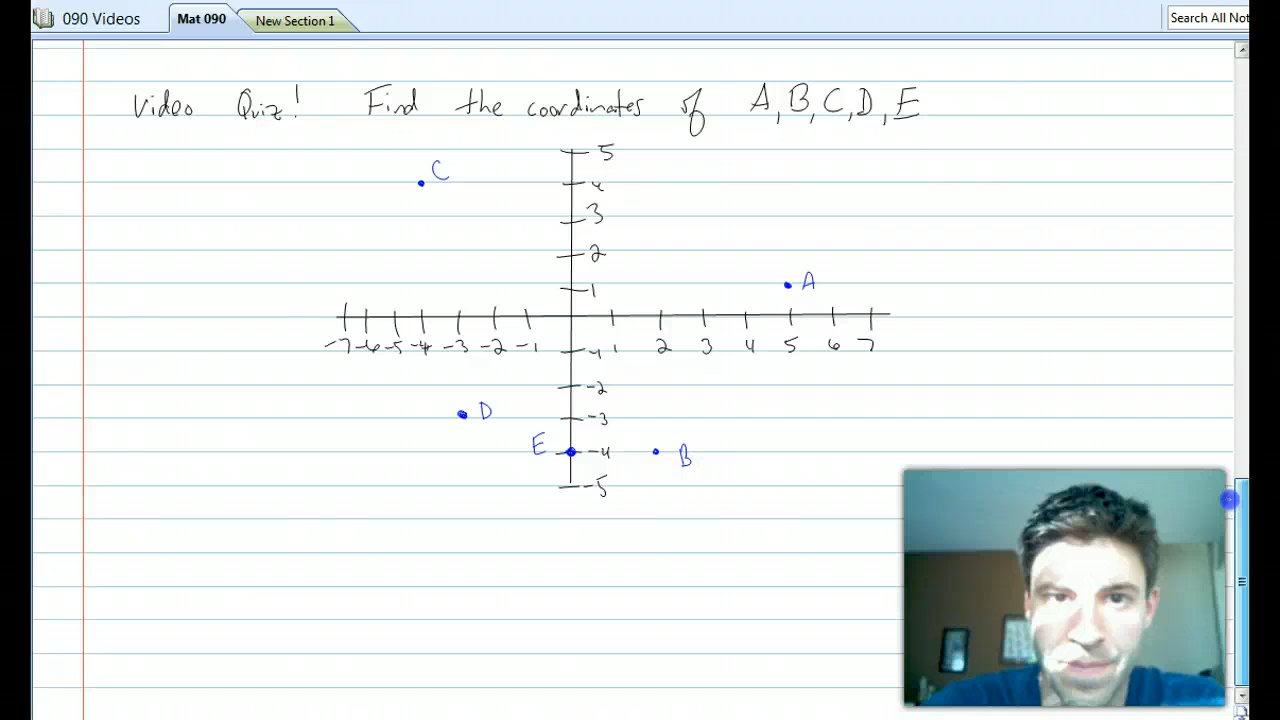 090 Videos Mat 090 New Section 1 Search All Not
Video Quiz! Find the coordinates of A, B, C, D, E
5
C
4
3
2
A
1
-7 -6 -5 -4 -3 -2 -1 1 2 3 4 5 6 7
-1
-2
D -3
E -4 B
-5